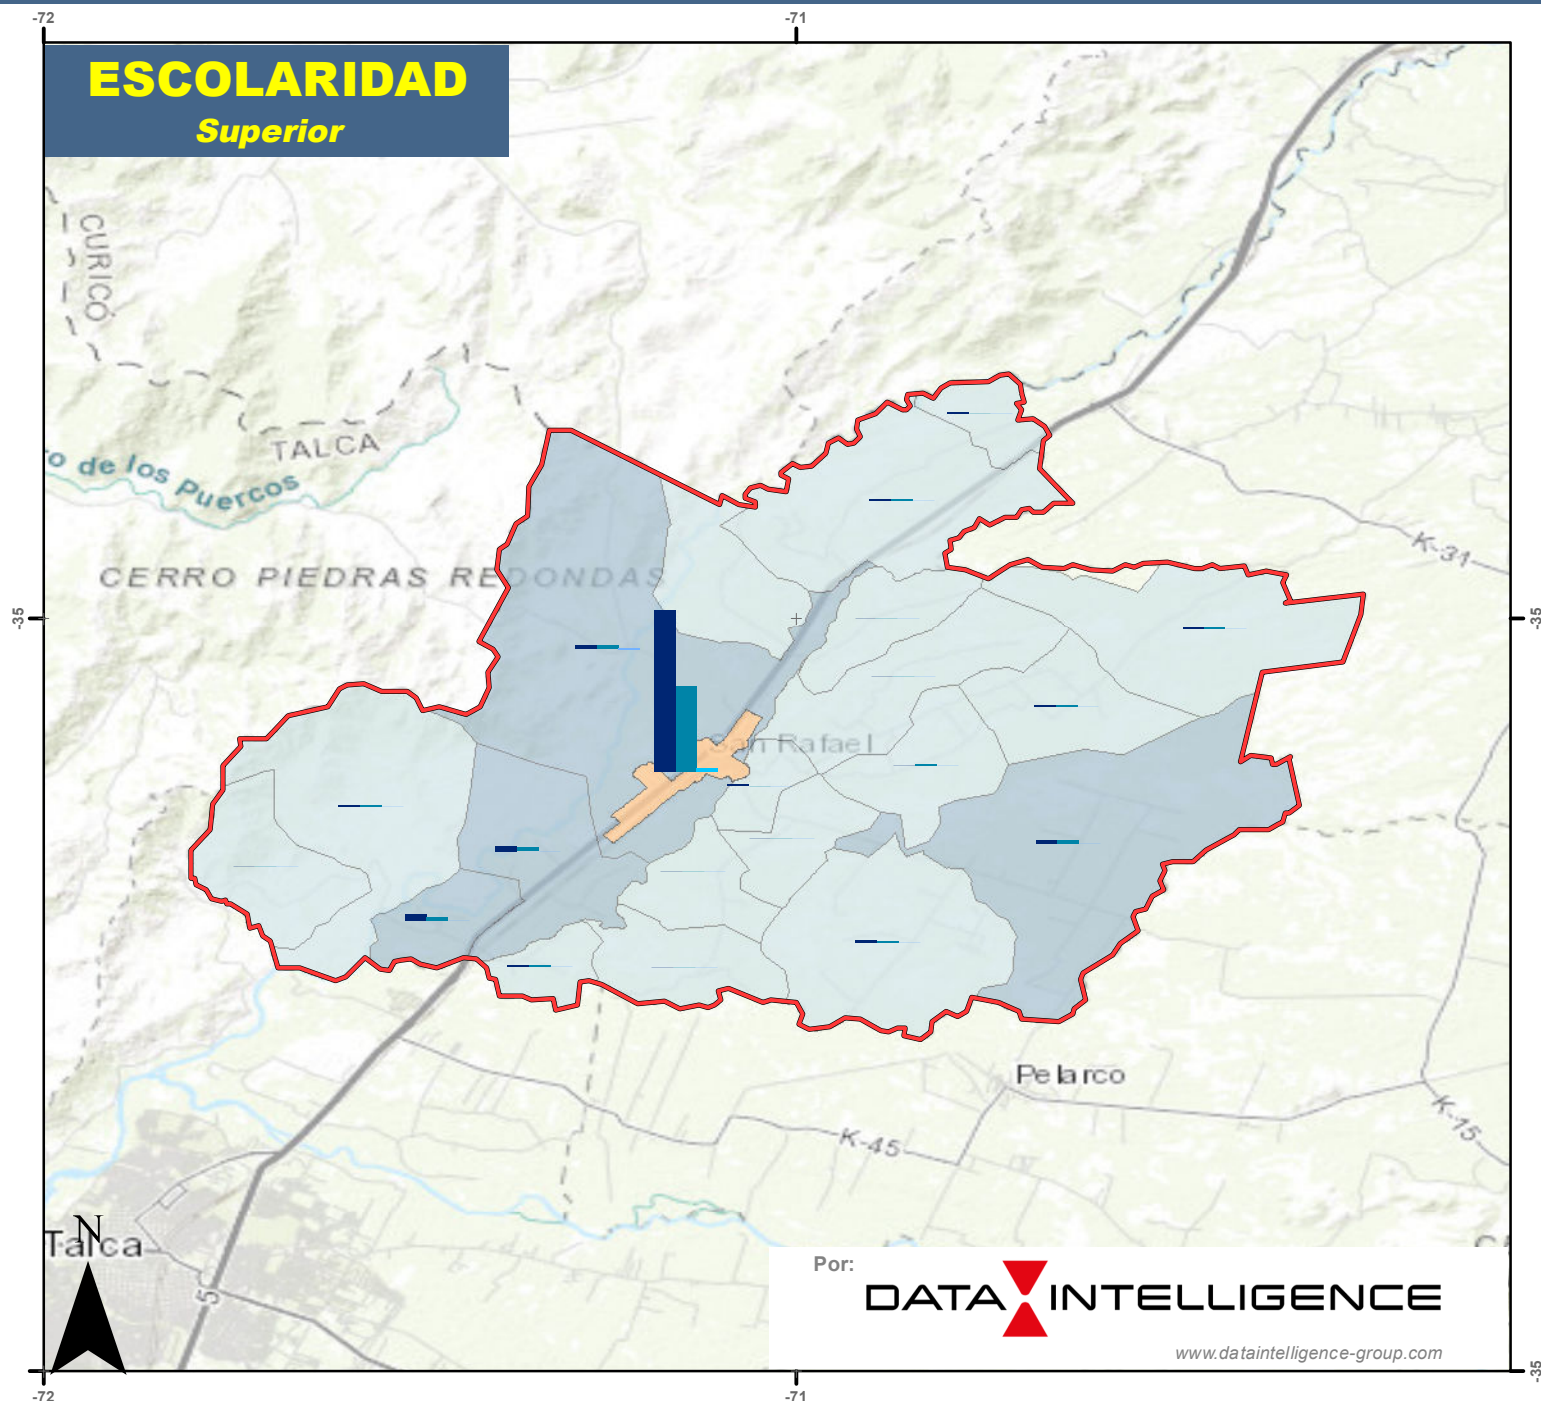 -72
-71
ESCOLARIDAD
Superior
CURICÓ
TALCA
o de los Puercos
K-31
CERRO PIEDRAS REDONDAS
-35
-35
San Rafael
Pelarco
K-15
K-45
N
Talca
5
Por:
DATA INTELLIGENCE
www.dataintelligence-group.com
-35
-72
-71